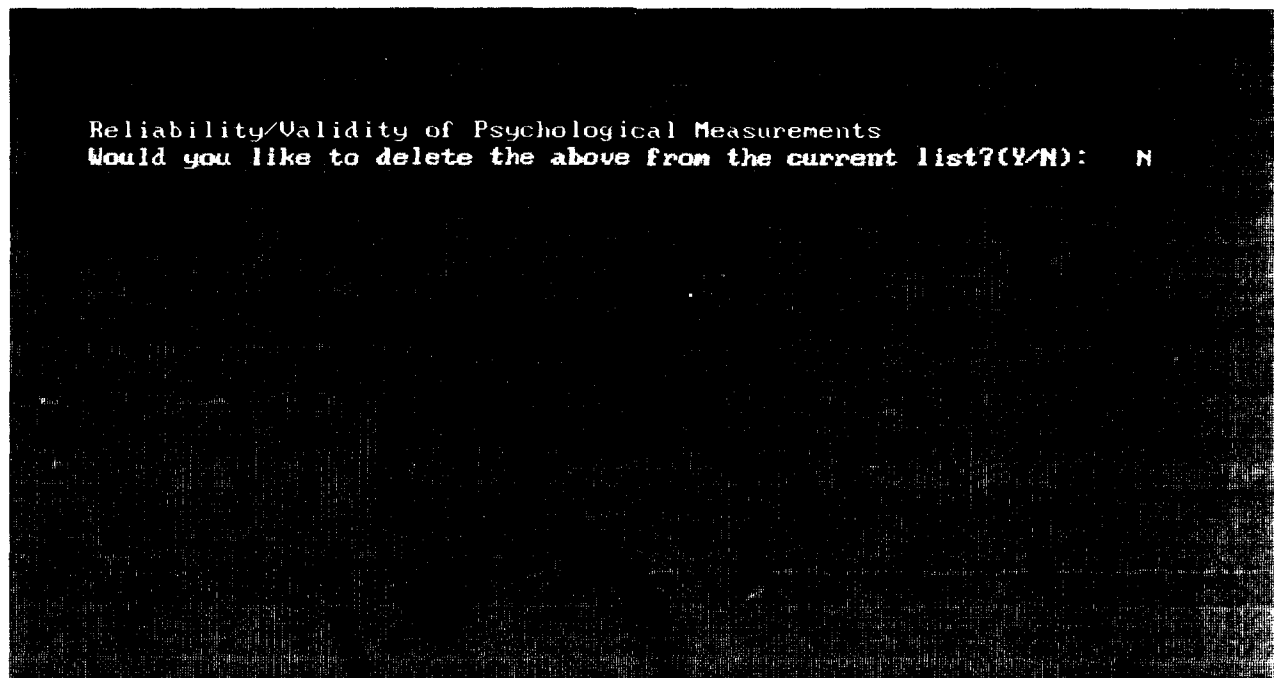 Reliability/Validity of Psychological Measurements
Would you like to delete the above from the current list?(Y/N): N